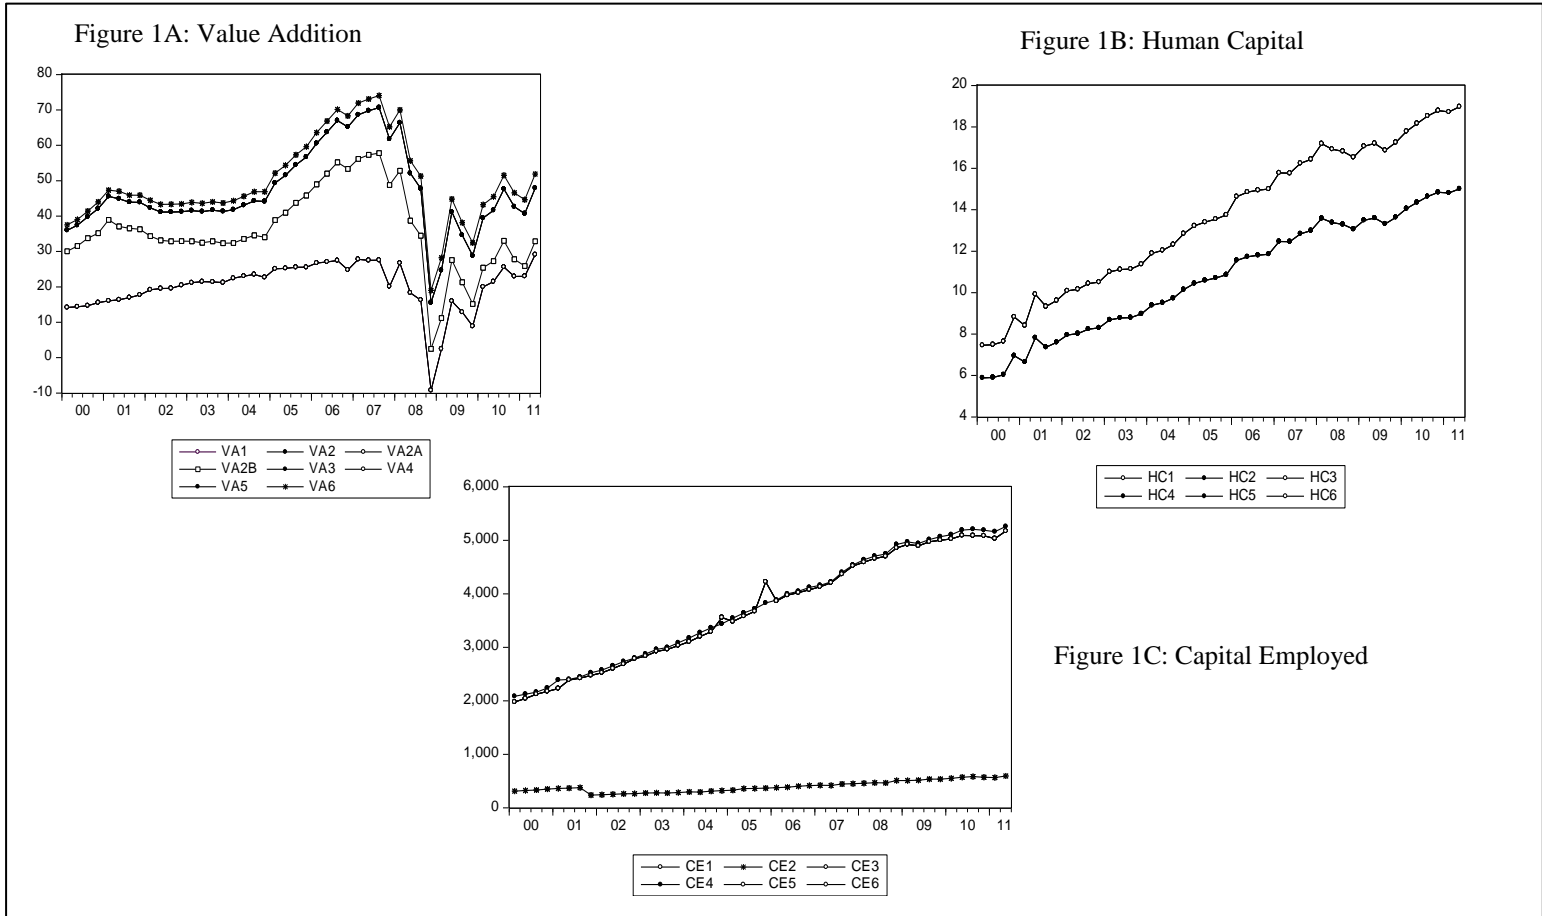 Figure 1A: Value Addition
80
70
60
50
40
30
20
10
0
-10
00 01 02 03 04 05 06 07 08 09 10 11
VA1 VA2 VA2A
VA2B VA3 VA4
VA5 VA6
Figure 1B: Human Capital
20
18
16
14
12
10
8
6
4
00 01 02 03 04 05 06 07 08 09 10 11
HC1 HC2 HC3
HC4 HC5 HC6
6,000
5,000
4,000
3,000
2,000
1,000
0
00 01 02 03 04 05 06 07 08 09 10 11
CE1 CE2 CE3
CE4 CE5 CE6
Figure 1C: Capital Employed